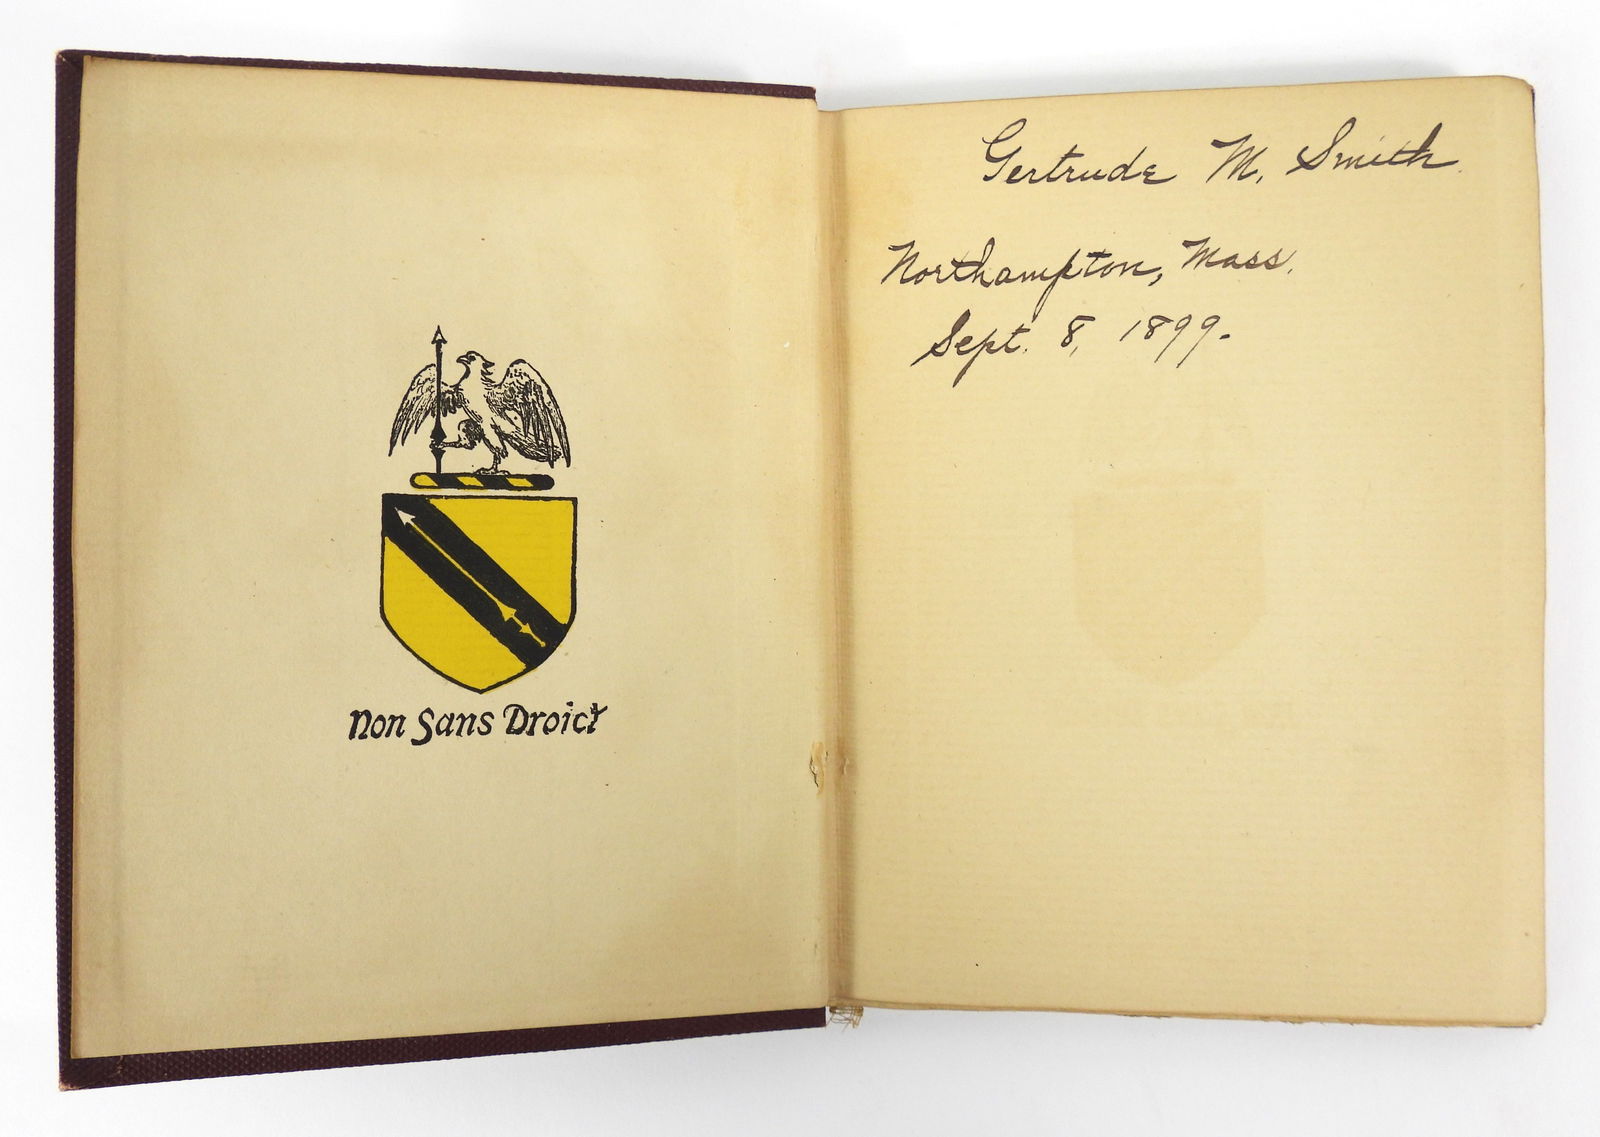 Non Sans Droict
Gertrude M. Smith.
Northampton, Mass.
Sept. 8, 1899.